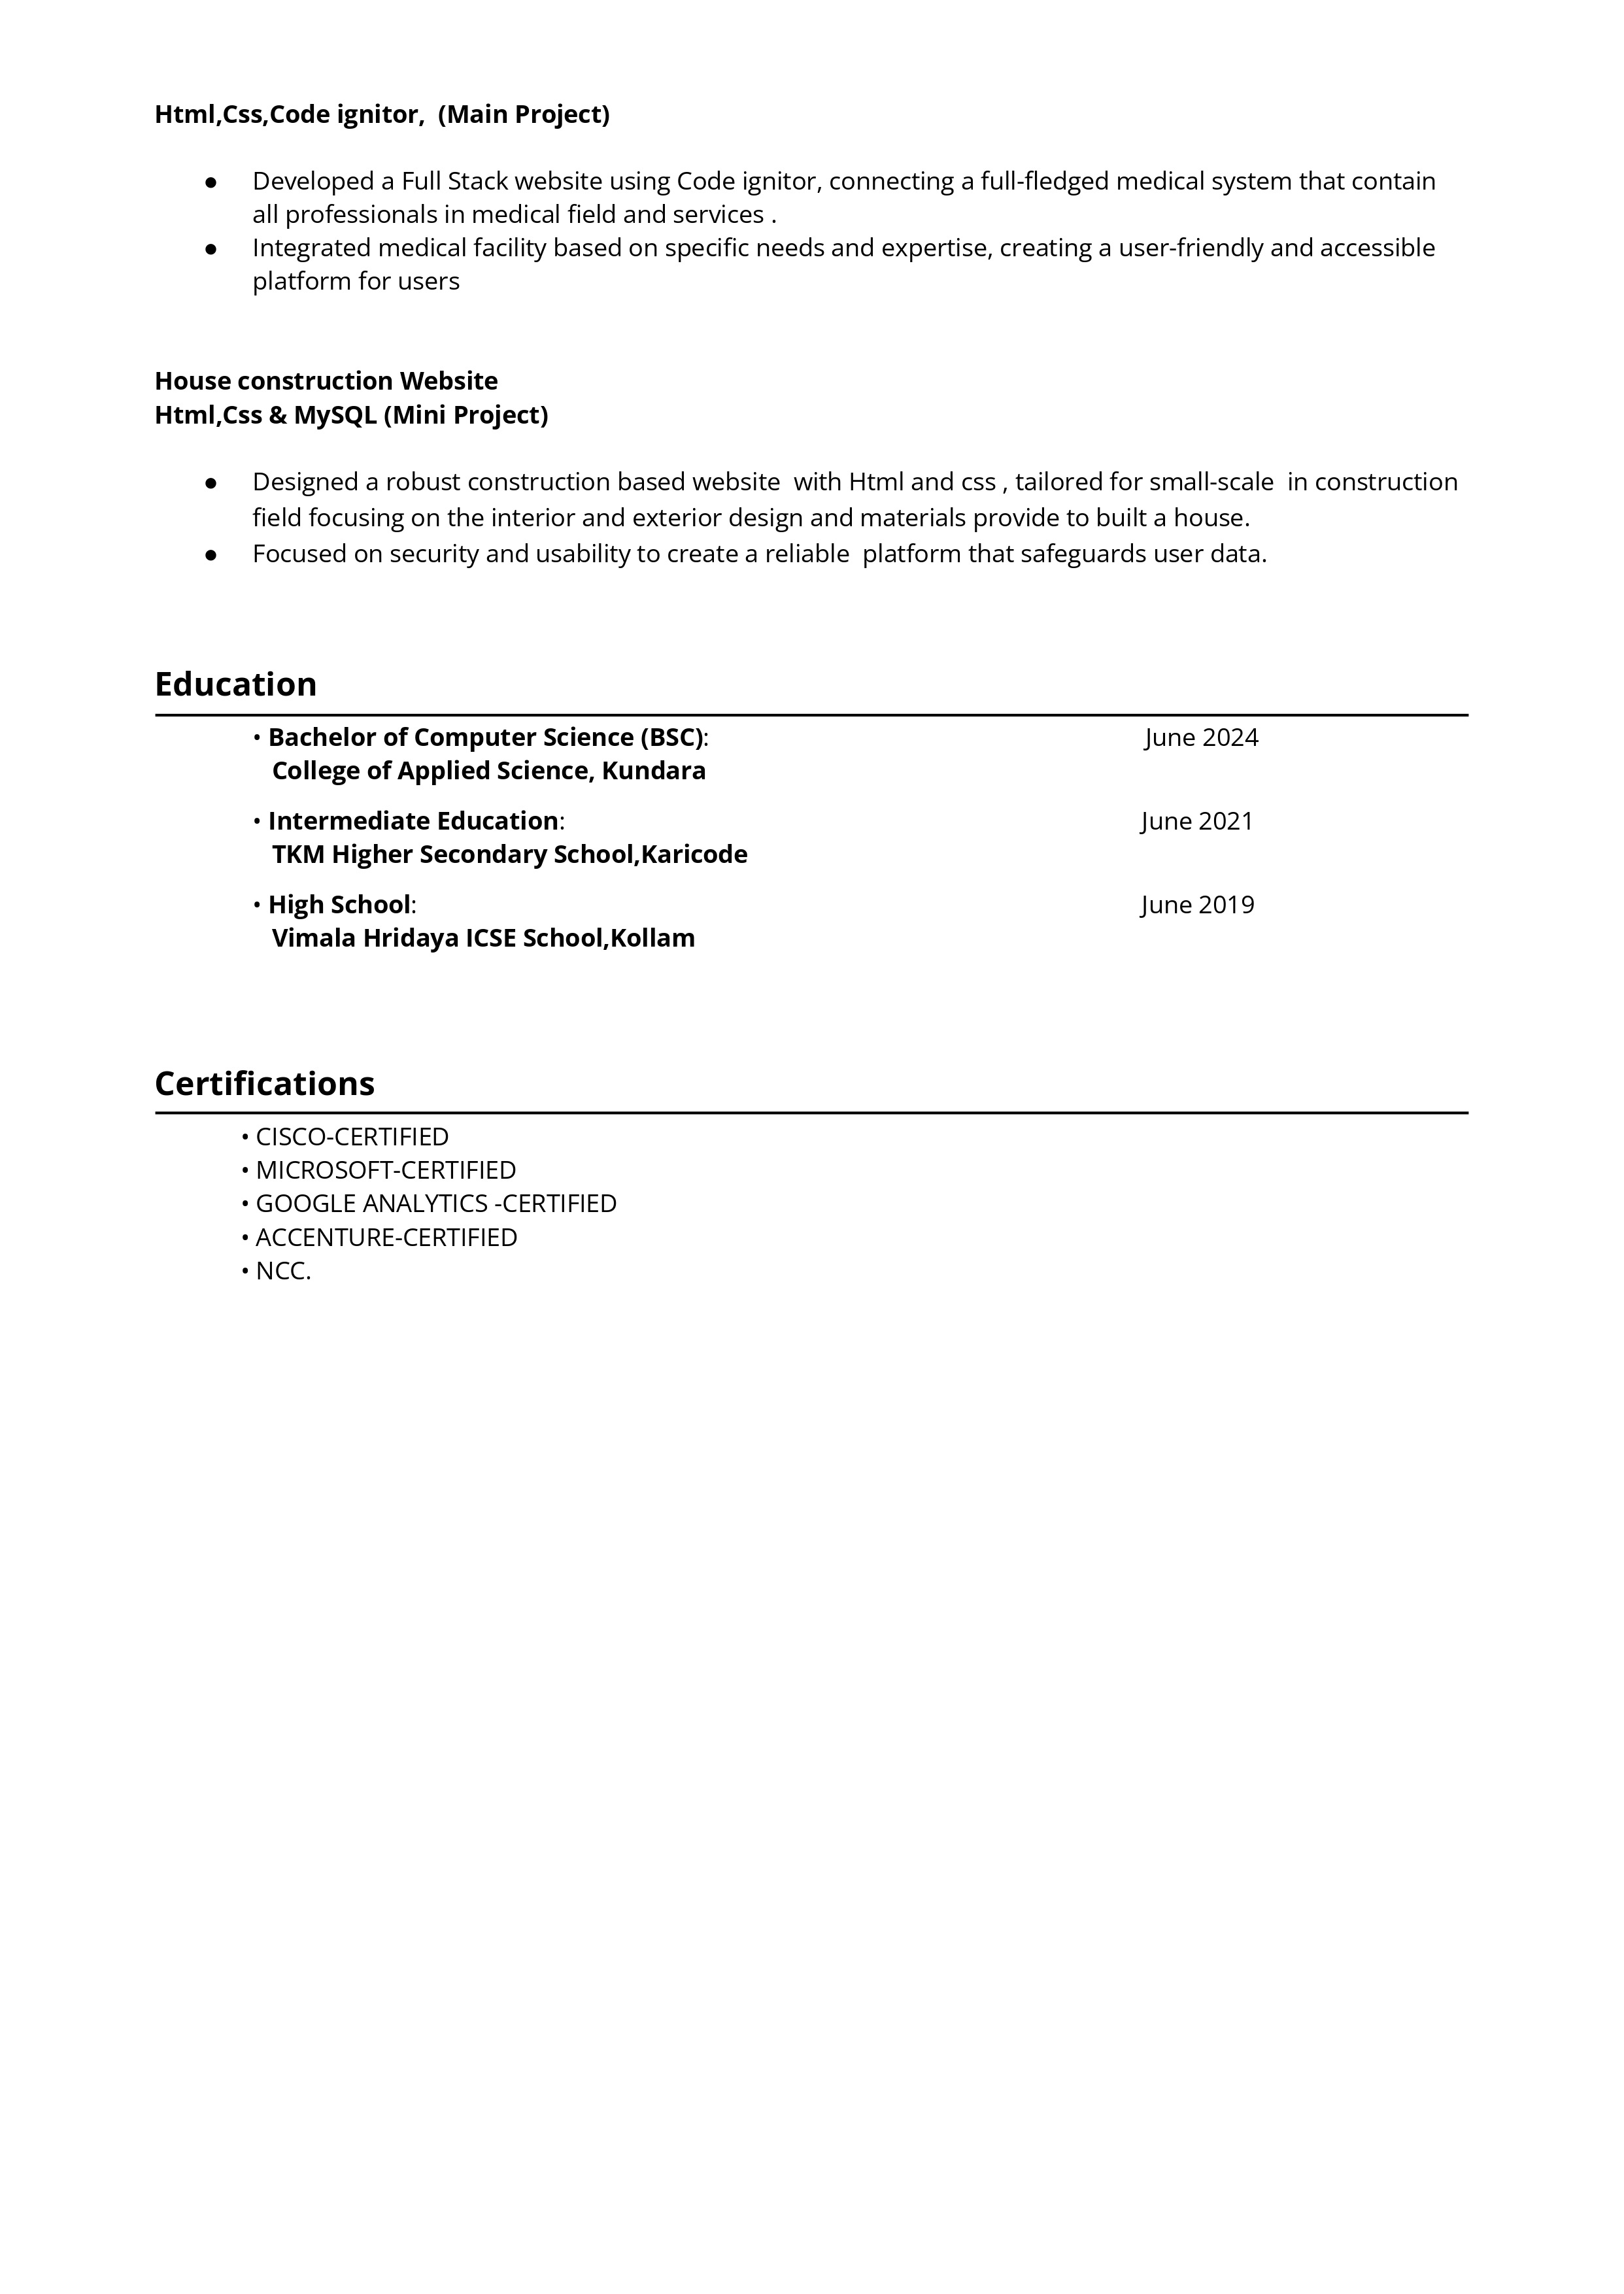 Html,Css,Code ignitor,  (Main Project)
● Developed a Full Stack website using Code ignitor, connecting a full-fledged medical system that contain
all professionals in medical field and services .
● Integrated medical facility based on specific needs and expertise, creating a user-friendly and accessible
platform for users
House construction Website
Html,Css & MySQL (Mini Project)
● Designed a robust construction based website  with Html and css , tailored for small-scale  in construction
field focusing on the interior and exterior design and materials provide to built a house.
● Focused on security and usability to create a reliable  platform that safeguards user data.
Education
• Bachelor of Computer Science (BSC): June 2024
College of Applied Science, Kundara
• Intermediate Education: June 2021
TKM Higher Secondary School,Karicode
• High School: June 2019
Vimala Hridaya ICSE School,Kollam
Certifications
• CISCO-CERTIFIED
• MICROSOFT-CERTIFIED
• GOOGLE ANALYTICS -CERTIFIED
• ACCENTURE-CERTIFIED
• NCC.